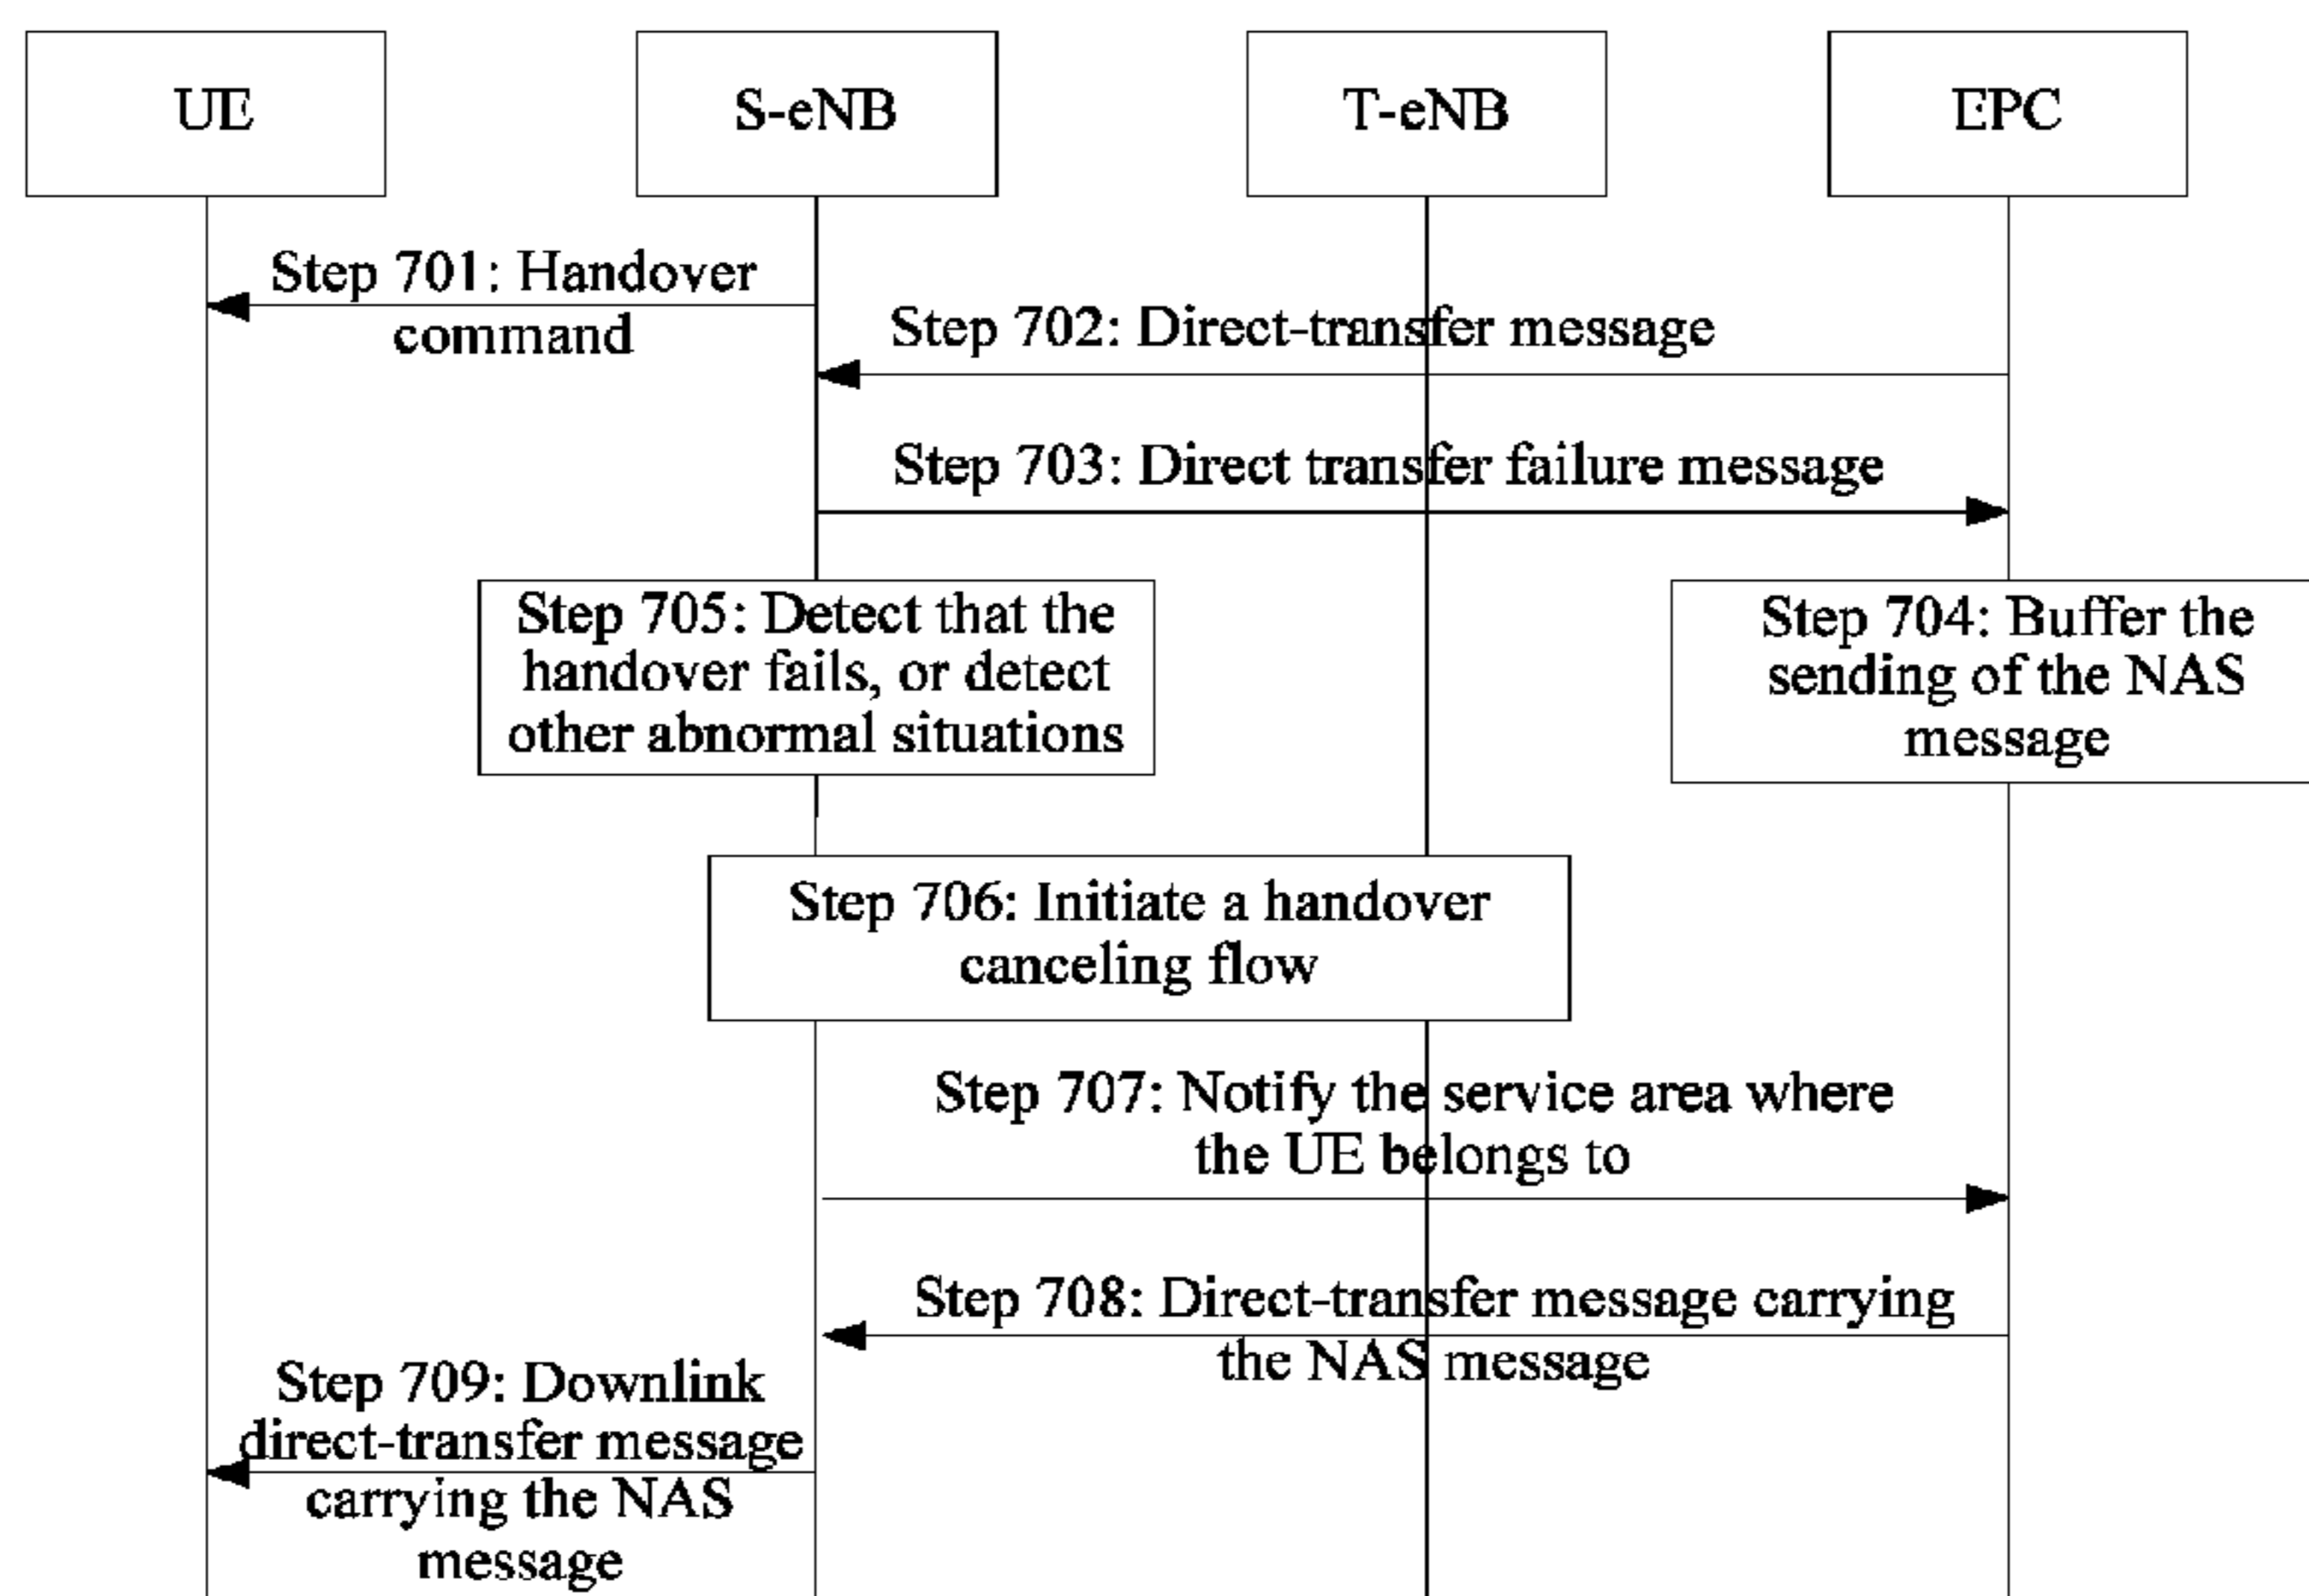 UE
S-eNB
T-eNB
EPC
Step 701: Handover
command
Step 702: Direct-transfer message
Step 703: Direct transfer failure message
Step 705: Detect that the
handover fails, or detect
other abnormal situations
Step 704: Buffer the
sending of the NAS
message
Step 706: Initiate a handover
canceling flow
Step 707: Notify the service area where
the UE belongs to
Step 708: Direct-transfer message carrying
the NAS message
Step 709: Downlink
direct-transfer message
carrying the NAS
message